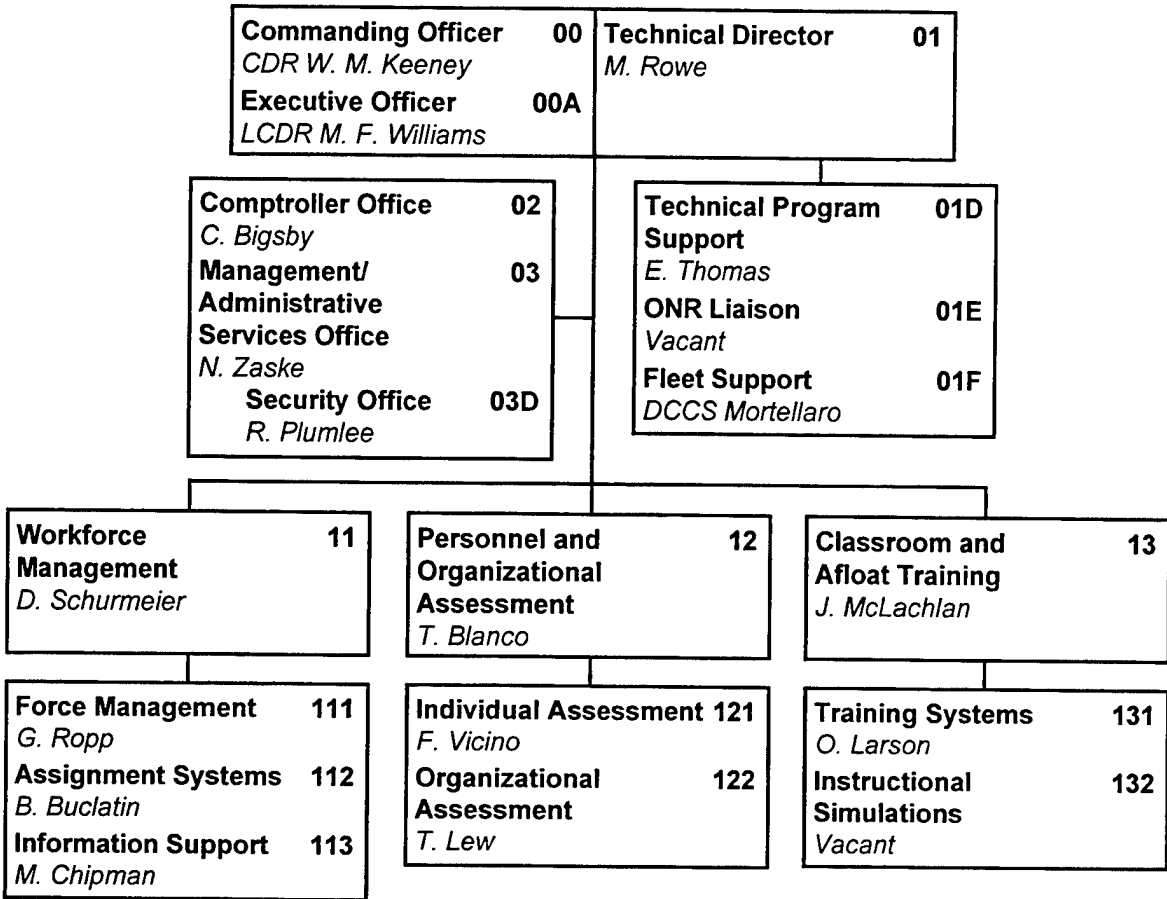 Commanding Officer 00
CDR W. M. Keeney
Executive Officer 00A
LCDR M. F. Williams
Technical Director 01
M. Rowe
Comptroller Office 02
C. Bigsby
Management/ 03
Administrative
Services Office
N. Zaske
Security Office 03D
R. Plumlee
Technical Program 01D
Support
E. Thomas
ONR Liaison 01E
Vacant
Fleet Support 01F
DCCS Mortellaro
Workforce 11
Management
D. Schurmeier
Personnel and 12
Organizational
Assessment
T. Blanco
Classroom and 13
Afloat Training
J. McLachlan
Force Management 111
G. Ropp
Assignment Systems 112
B. Buclatin
Information Support 113
M. Chipman
Individual Assessment 121
F. Vicino
Organizational 122
Assessment
T. Lew
Training Systems 131
O. Larson
Instructional 132
Simulations
Vacant